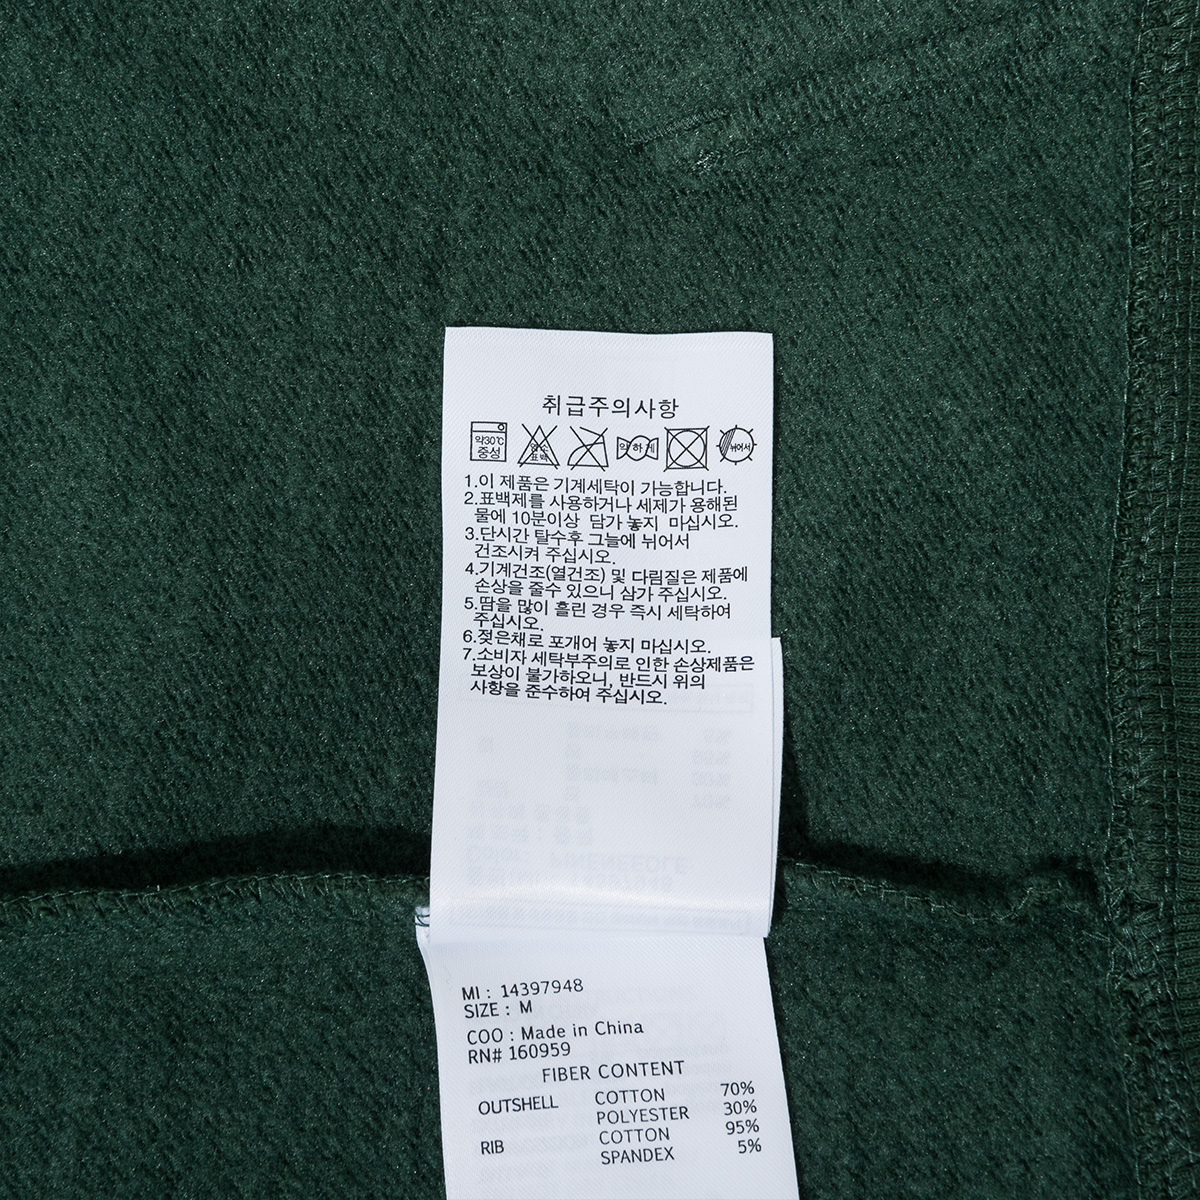 취급주의사항
약30℃
중성
염소
표백
약하게
뉘어서
1.이 제품은 기계세탁이 가능합니다.
2.표백제를 사용하거나 세제가 용해된
물에 10분이상 담가 놓지 마십시오.
3.단시간 탈수후 그늘에 뉘어서
건조시켜 주십시오.
4.기계건조(열건조) 및 다림질은 제품에
손상을 줄수 있으니 삼가 주십시오.
5.땀을 많이 흘린 경우 즉시 세탁하여
주십시오.
6.젖은채로 포개어 놓지 마십시오.
7.소비자 세탁부주의로 인한 손상제품은
보상이 불가하오니, 반드시 위의
사항을 준수하여 주십시오.
MI : 14397948
SIZE : M
COO : Made in China
RN# 160959
FIBER CONTENT
OUTSHELL COTTON 70%
POLYESTER 30%
RIB COTTON 95%
SPANDEX 5%